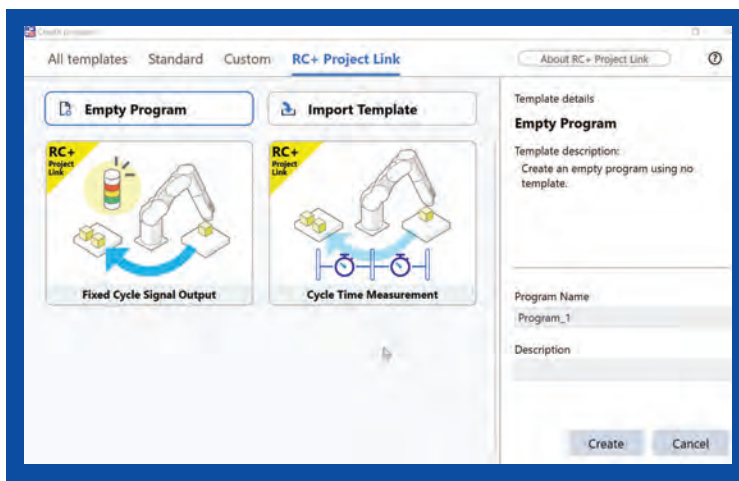 Create program
All templates Standard Custom RC+ Project Link
About RC+ Project Link
Empty Program
Import Template
RC+
Project
Link
Fixed Cycle Signal Output
RC+
Project
Link
Cycle Time Measurement
Template details
Empty Program
Template description:
Create an empty program using no
template.
Program Name
Program_1
Description
Create Cancel